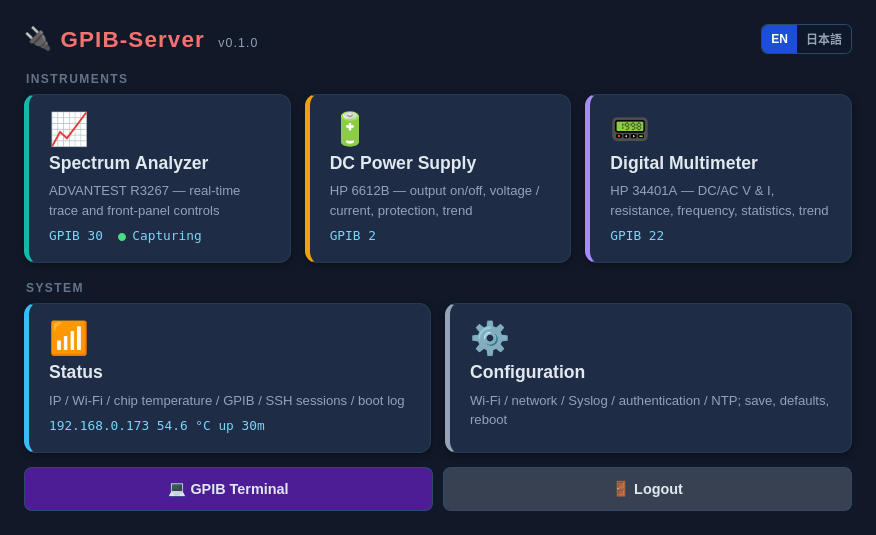 GPIB-Server v0.1.0
EN 日本語
INSTRUMENTS
Spectrum Analyzer
ADVANTEST R3267 — real-time
trace and front-panel controls
GPIB 30 Capturing
DC Power Supply
HP 6612B — output on/off, voltage /
current, protection, trend
GPIB 2
Digital Multimeter
HP 34401A — DC/AC V & I,
resistance, frequency, statistics, trend
GPIB 22
SYSTEM
Status
IP / Wi-Fi / chip temperature / GPIB / SSH sessions / boot log
192.168.0.173 54.6 °C up 30m
Configuration
Wi-Fi / network / Syslog / authentication / NTP; save, defaults,
reboot
GPIB Terminal
Logout